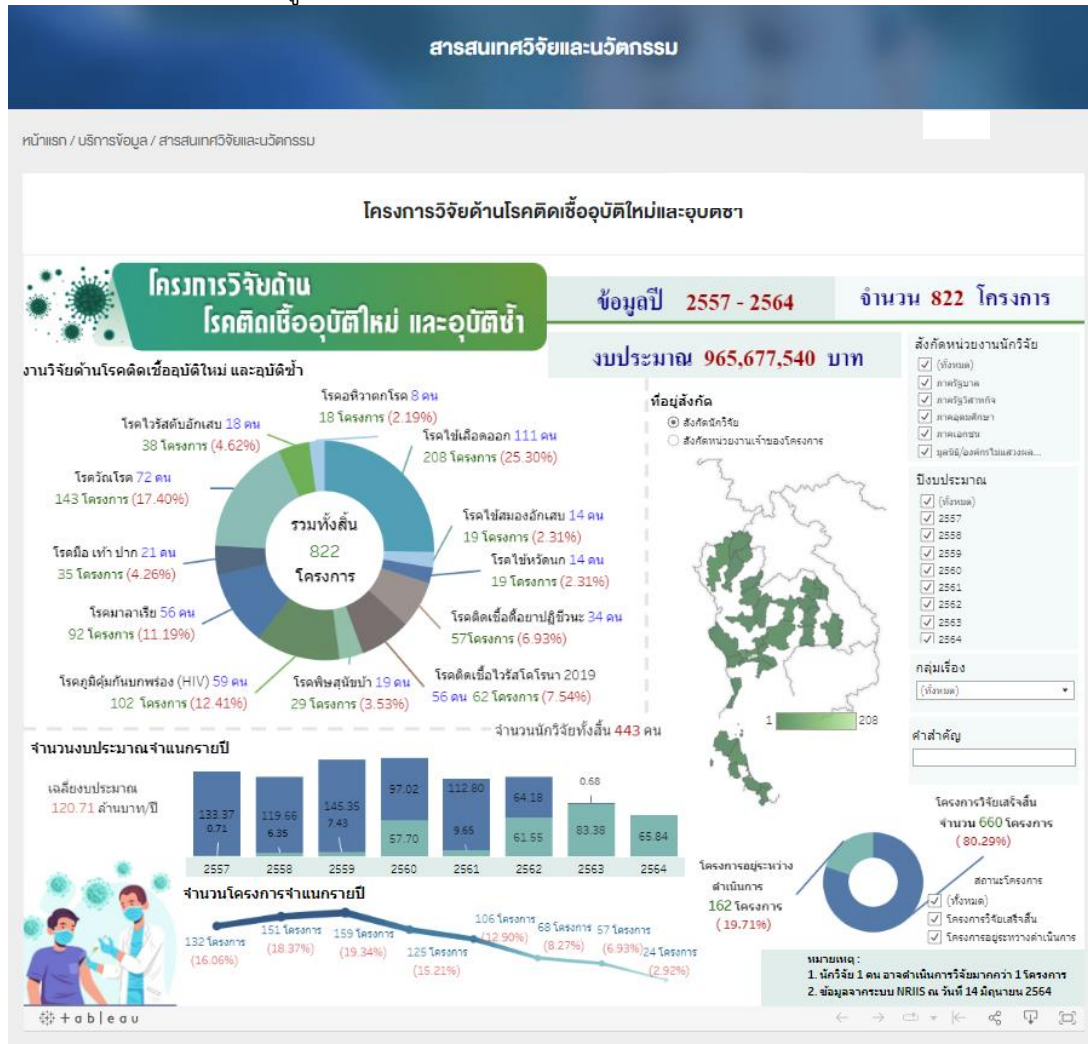 สารสนเทศวิจัยและนวัตกรรม
หน้าแรก / บริการข้อมูล / สารสนเทศวิจัยและนวัตกรรม
โครงการวิจัยด้านโรคติดเชื้ออุบัติใหม่และอุบตซา
โครงการวิจัยด้าน
โรคติดเชื้ออุบัติใหม่ และอุบัติซ้ำ
ข้อมูลปี 2557 - 2564
จำนวน 822 โครงการ
งบประมาณ 965,677,540 บาท
งานวิจัยด้านโรคติดเชื้ออุบัติใหม่ และอุบัติซ้ำ
โรคอหิวาตกโรค 8 คน
18 โครงการ (2.19%)
โรคไวรัสตับอักเสบ 18 คน
38 โครงการ (4.62%)
โรคไข้เลือดออก 111 คน
208 โครงการ (25.30%)
โรควัณโรค 72 คน
143 โครงการ (17.40%)
โรคไข้สมองอักเสบ 14 คน
19 โครงการ (2.31%)
รวมทั้งสิ้น
822
โครงการ
โรคมือ เท้า ปาก 21 คน
35 โครงการ (4.26%)
โรคไข้หวัดนก 14 คน
19 โครงการ (2.31%)
โรคมาลาเรีย 56 คน
92 โครงการ (11.19%)
โรคติดเชื้อดื้อยาปฏิชีวนะ 34 คน
57โครงการ (6.93%)
โรคภูมิคุ้มกันบกพร่อง (HIV) 59 คน
102 โครงการ (12.41%)
โรคพิษสุนัขบ้า 19 คน
29 โครงการ (3.53%)
โรคติดเชื้อไวรัสโคโรนา 2019
56 คน 62 โครงการ (7.54%)
จำนวนนักวิจัยทั้งสิ้น 443 คน
ที่อยู่สังกัด
สังกัดนักวิจัย
สังกัดหน่วยงานเจ้าของโครงการ
1
208
สังกัดหน่วยงานนักวิจัย
(ทั้งหมด)
ภาครัฐบาล
ภาครัฐวิสาหกิจ
ภาคอุดมศึกษา
ภาคเอกชน
มูลนิธิ/องค์กรไม่แสวงผล...
ปีงบประมาณ
(ทั้งหมด)
2557
2558
2559
2560
2561
2562
2563
2564
กลุ่มเรื่อง
(ทั้งหมด)
คำสำคัญ
จำนวนงบประมาณจำแนกรายปี
เฉลี่ยงบประมาณ
120.71 ล้านบาท/ปี
133.37 119.66 145.35 97.02 112.80 64.18 0.68
0.71 6.35 7.43 57.70 9.65 61.55 83.38 65.84
2557 2558 2559 2560 2561 2562 2563 2564
จำนวนโครงการจำแนกรายปี
132 โครงการ
(16.06%)
151 โครงการ
(18.37%)
159 โครงการ
(19.34%)
125 โครงการ
(15.21%)
106 โครงการ
(12.90%)
68 โครงการ
(8.27%)
57 โครงการ
(6.93%)
24 โครงการ
(2.92%)
โครงการวิจัยเสร็จสิ้น
จำนวน 660 โครงการ
(80.29%)
โครงการอยู่ระหว่าง
ดำเนินการ
162 โครงการ
(19.71%)
สถานะโครงการ
(ทั้งหมด)
โครงการวิจัยเสร็จสิ้น
โครงการอยู่ระหว่างดำเนินการ
หมายเหตุ :
1. นักวิจัย 1 คน อาจดำเนินการวิจัยมากกว่า 1 โครงการ
2. ข้อมูลจากระบบ NRIIS ณ วันที่ 14 มิถุนายน 2564
+ a b | e a u